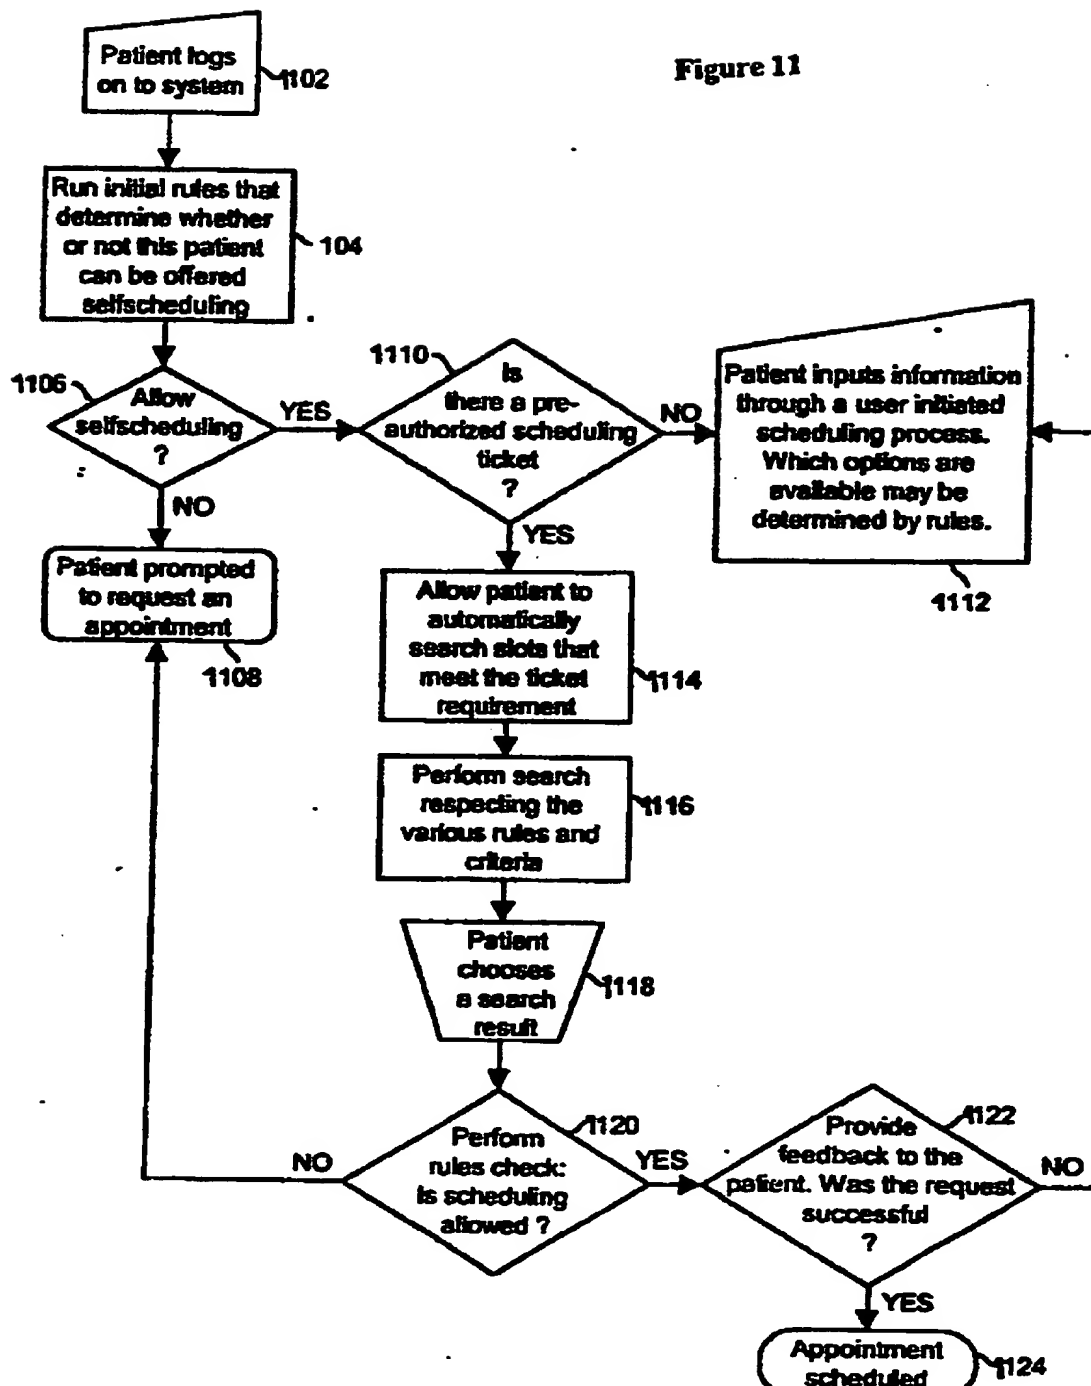 Figure 11
Patient logs
on to system
1102
Run initial rules that
determine whether
or not this patient
can be offered
selfscheduling
104
1106
Allow
selfscheduling
?
YES
NO
Patient prompted
to request an
appointment
1108
1110
Is
there a pre-
authorized scheduling
ticket
?
NO
YES
Patient inputs information
through a user initiated
scheduling process.
Which options are
available may be
determined by rules.
1112
Allow patient to
automatically
search slots that
meet the ticket
requirement
1114
Perform search
respecting the
various rules and
criteria
1116
Patient
chooses
a search
result
1118
Perform
rules check:
Is scheduling
allowed ?
1120
NO
YES
Provide
feedback to the
patient. Was the request
successful
?
1122
NO
YES
Appointment
scheduled
1124